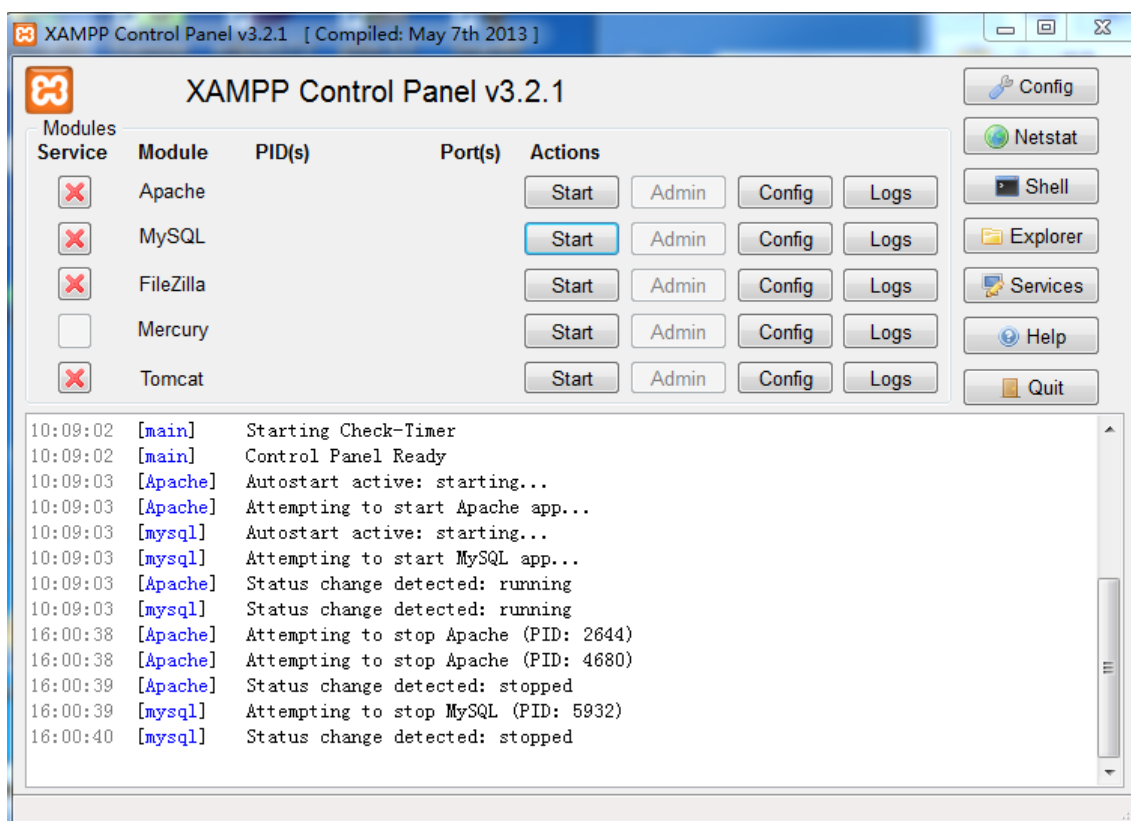 XAMPP Control Panel v3.2.1 [ Compiled: May 7th 2013 ]
XAMPP Control Panel v3.2.1
Config
Modules
Netstat
Service Module PID(s) Port(s) Actions
Apache Start Admin Config Logs
Shell
MySQL Start Admin Config Logs
Explorer
FileZilla Start Admin Config Logs
Services
Mercury Start Admin Config Logs
Help
Tomcat Start Admin Config Logs
Quit
10:09:02 [main] Starting Check-Timer
10:09:02 [main] Control Panel Ready
10:09:03 [Apache] Autostart active: starting...
10:09:03 [Apache] Attempting to start Apache app...
10:09:03 [mysql] Autostart active: starting...
10:09:03 [mysql] Attempting to start MySQL app...
10:09:03 [Apache] Status change detected: running
10:09:03 [mysql] Status change detected: running
16:00:38 [Apache] Attempting to stop Apache (PID: 2644)
16:00:38 [Apache] Attempting to stop Apache (PID: 4680)
16:00:39 [Apache] Status change detected: stopped
16:00:39 [mysql] Attempting to stop MySQL (PID: 5932)
16:00:40 [mysql] Status change detected: stopped